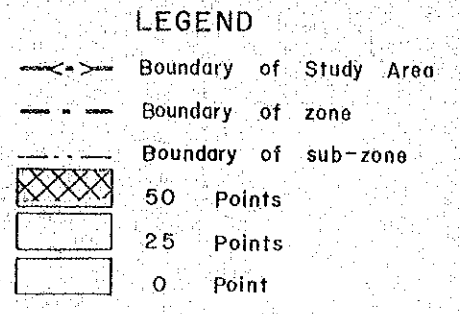 LEGEND
Boundary of Study Area
Boundary of zone
Boundary of sub-zone
50 Points
25 Points
0 Point